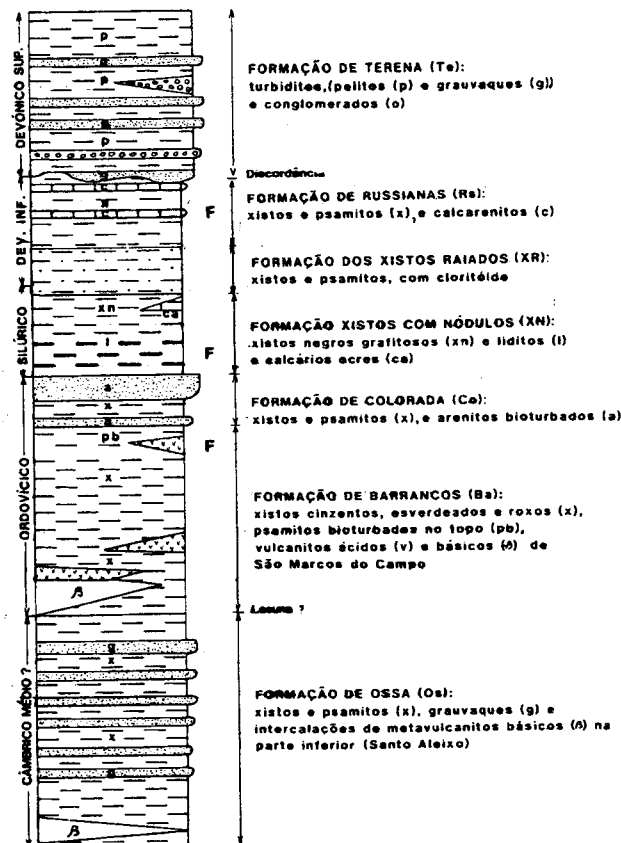 DEVÓNICO SUP.
DEV. INF.
SILÚRICO
ORDOVÍCICO
CÂMBRICO MÉDIO ?
p
g
p
g
p
g
c
x
c
F
xn
ca
l
F
a
x
a
pb
F
x
x
β
g
x
x
g
β
FORMAÇÃO DE TERENA (Te):
turbidites,(pelites (p) e grauvaques (g))
e conglomerados (o)
Discordância
FORMAÇÃO DE RUSSIANAS (Rs):
xistos e psamitos (x), e calcarenitos (c)
FORMAÇÃO DOS XISTOS RAIADOS (XR):
xistos e psamitos, com cloritóide
FORMAÇÃO XISTOS COM NÓDULOS (XN):
xistos negros grafitosos (xn) e liditos (l)
e calcários acres (ca)
FORMAÇÃO DE COLORADA (Co):
xistos e psamitos (x), e arenitos bioturbados (a)
FORMAÇÃO DE BARRANCOS (Ba):
xistos cinzentos, esverdeados e roxos (x),
psamitos bioturbados no topo (pb),
vulcanitos ácidos (v) e básicos (β) de
São Marcos do Campo
Lacuna ?
FORMAÇÃO DE OSSA (Os):
xistos e psamitos (x), grauvaques (g) e
intercalações de metavulcanitos básicos (β) na
parte inferior (Santo Aleixo)